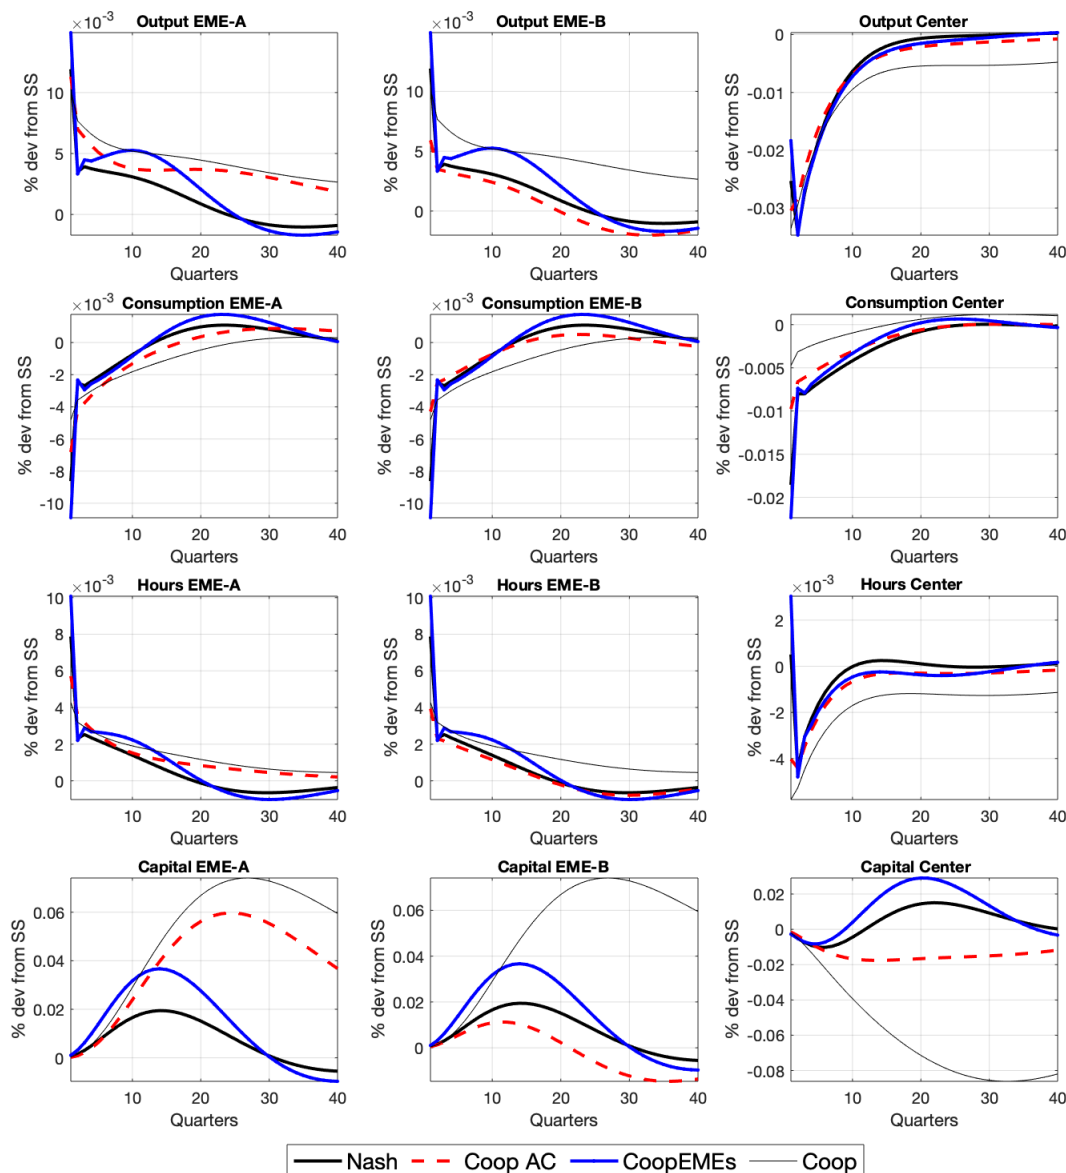 ×10⁻³ Output EME-A
% dev from SS
10
5
0
10 20 30 40
Quarters
×10⁻³ Output EME-B
% dev from SS
10
5
0
10 20 30 40
Quarters
Output Center
% dev from SS
0
-0.01
-0.02
-0.03
10 20 30 40
Quarters
×10⁻³ Consumption EME-A
% dev from SS
0
-2
-4
-6
-8
-10
10 20 30 40
Quarters
×10⁻³ Consumption EME-B
% dev from SS
0
-2
-4
-6
-8
-10
10 20 30 40
Quarters
Consumption Center
% dev from SS
0
-0.005
-0.01
-0.015
-0.02
10 20 30 40
Quarters
×10⁻³ Hours EME-A
% dev from SS
10
8
6
4
2
0
10 20 30 40
Quarters
×10⁻³ Hours EME-B
% dev from SS
10
8
6
4
2
0
10 20 30 40
Quarters
×10⁻³ Hours Center
% dev from SS
2
0
-2
-4
10 20 30 40
Quarters
Capital EME-A
% dev from SS
0.06
0.04
0.02
0
10 20 30 40
Quarters
Capital EME-B
% dev from SS
0.06
0.04
0.02
0
10 20 30 40
Quarters
Capital Center
% dev from SS
0.02
0
-0.02
-0.04
-0.06
-0.08
10 20 30 40
Quarters
Nash Coop AC CoopEMEs Coop